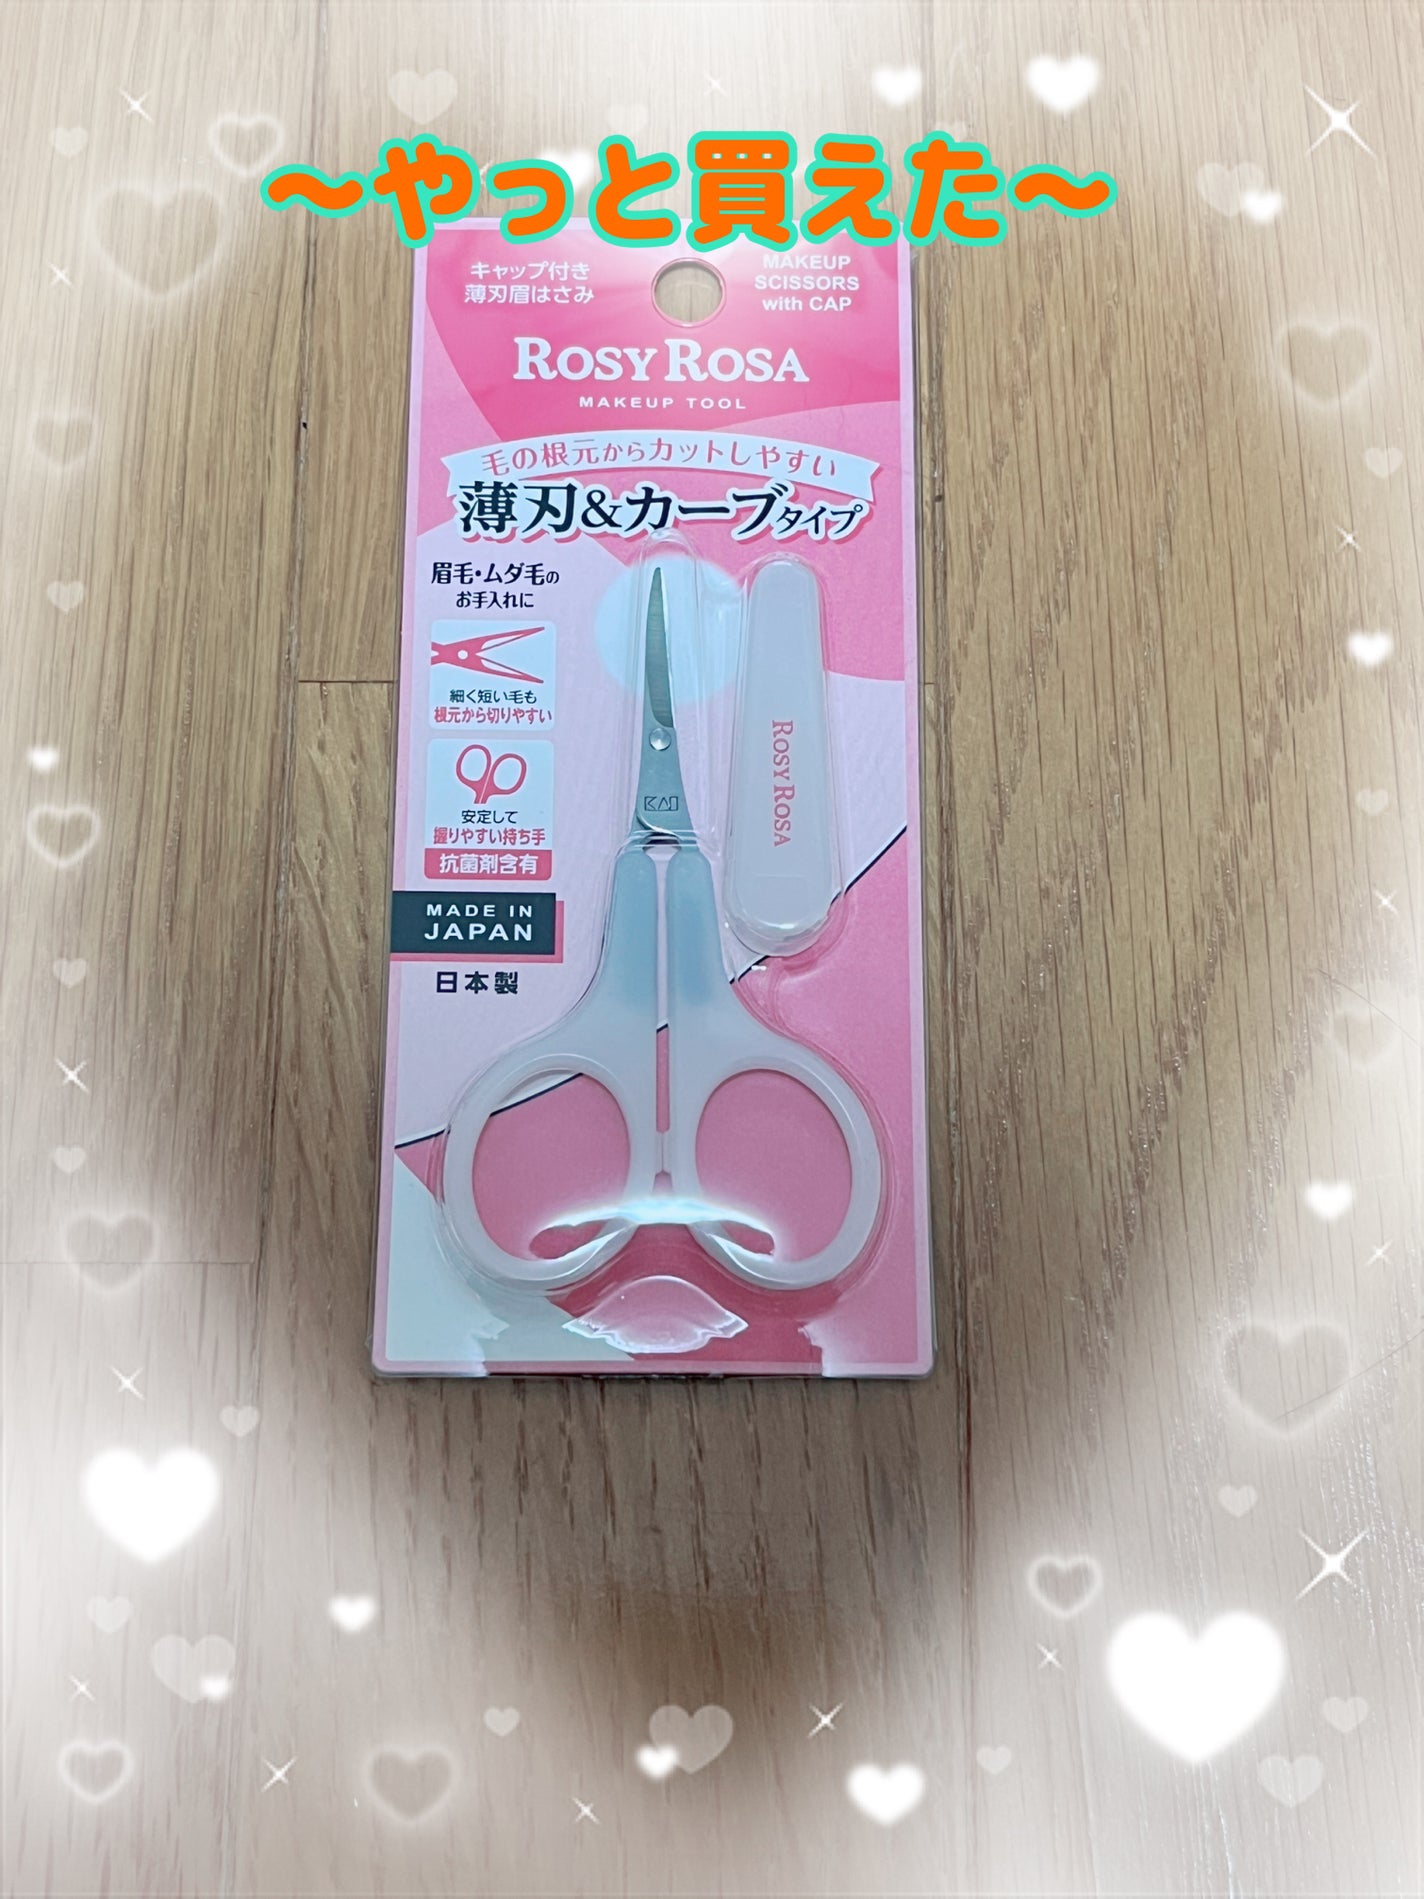 〜やっと買えた〜
キャップ付き
薄刃眉はさみ
MAKEUP
SCISSORS
with CAP
ROSY ROSA
MAKEUP TOOL
毛の根元からカットしやすい
薄刃&カーブタイプ
眉毛・ムダ毛の
お手入れに
細く短い毛も
根元から切りやすい
安定して
握りやすい持ち手
抗菌剤含有
MADE IN
JAPAN
日本製
KAI
ROSY ROSA